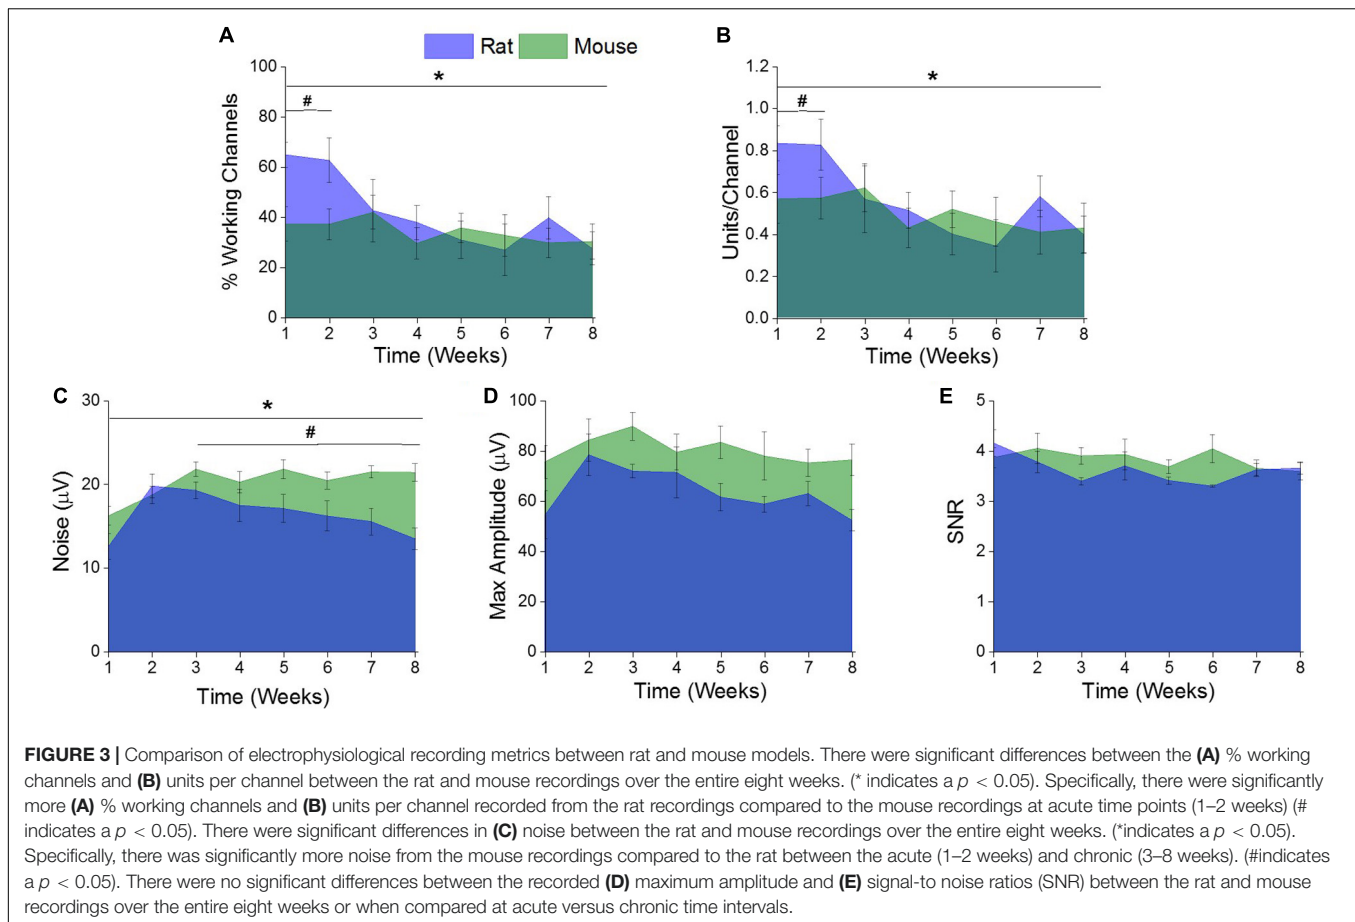 A
B
Rat
Mouse
*
#
% Working Channels
100
80
60
40
20
0
1 2 3 4 5 6 7 8
Time (Weeks)
*
#
Units/Channel
1.2
1.0
0.8
0.6
0.4
0.2
0.0
1 2 3 4 5 6 7 8
Time (Weeks)
C
*
#
Noise (μV)
30
20
10
0
1 2 3 4 5 6 7 8
Time (Weeks)
D
Max Amplitude (μV)
100
80
60
40
20
0
1 2 3 4 5 6 7 8
Time (Weeks)
E
SNR
5
4
3
2
1
0
1 2 3 4 5 6 7 8
Time (Weeks)
FIGURE 3 | Comparison of electrophysiological recording metrics between rat and mouse models. There were significant differences between the (A) % working
channels and (B) units per channel between the rat and mouse recordings over the entire eight weeks. (* indicates a p < 0.05). Specifically, there were significantly
more (A) % working channels and (B) units per channel recorded from the rat recordings compared to the mouse recordings at acute time points (1–2 weeks) (#
indicates a p < 0.05). There were significant differences in (C) noise between the rat and mouse recordings over the entire eight weeks. (*indicates a p < 0.05).
Specifically, there was significantly more noise from the mouse recordings compared to the rat between the acute (1–2 weeks) and chronic (3–8 weeks). (#indicates
a p < 0.05). There were no significant differences between the recorded (D) maximum amplitude and (E) signal-to noise ratios (SNR) between the rat and mouse
recordings over the entire eight weeks or when compared at acute versus chronic time intervals.